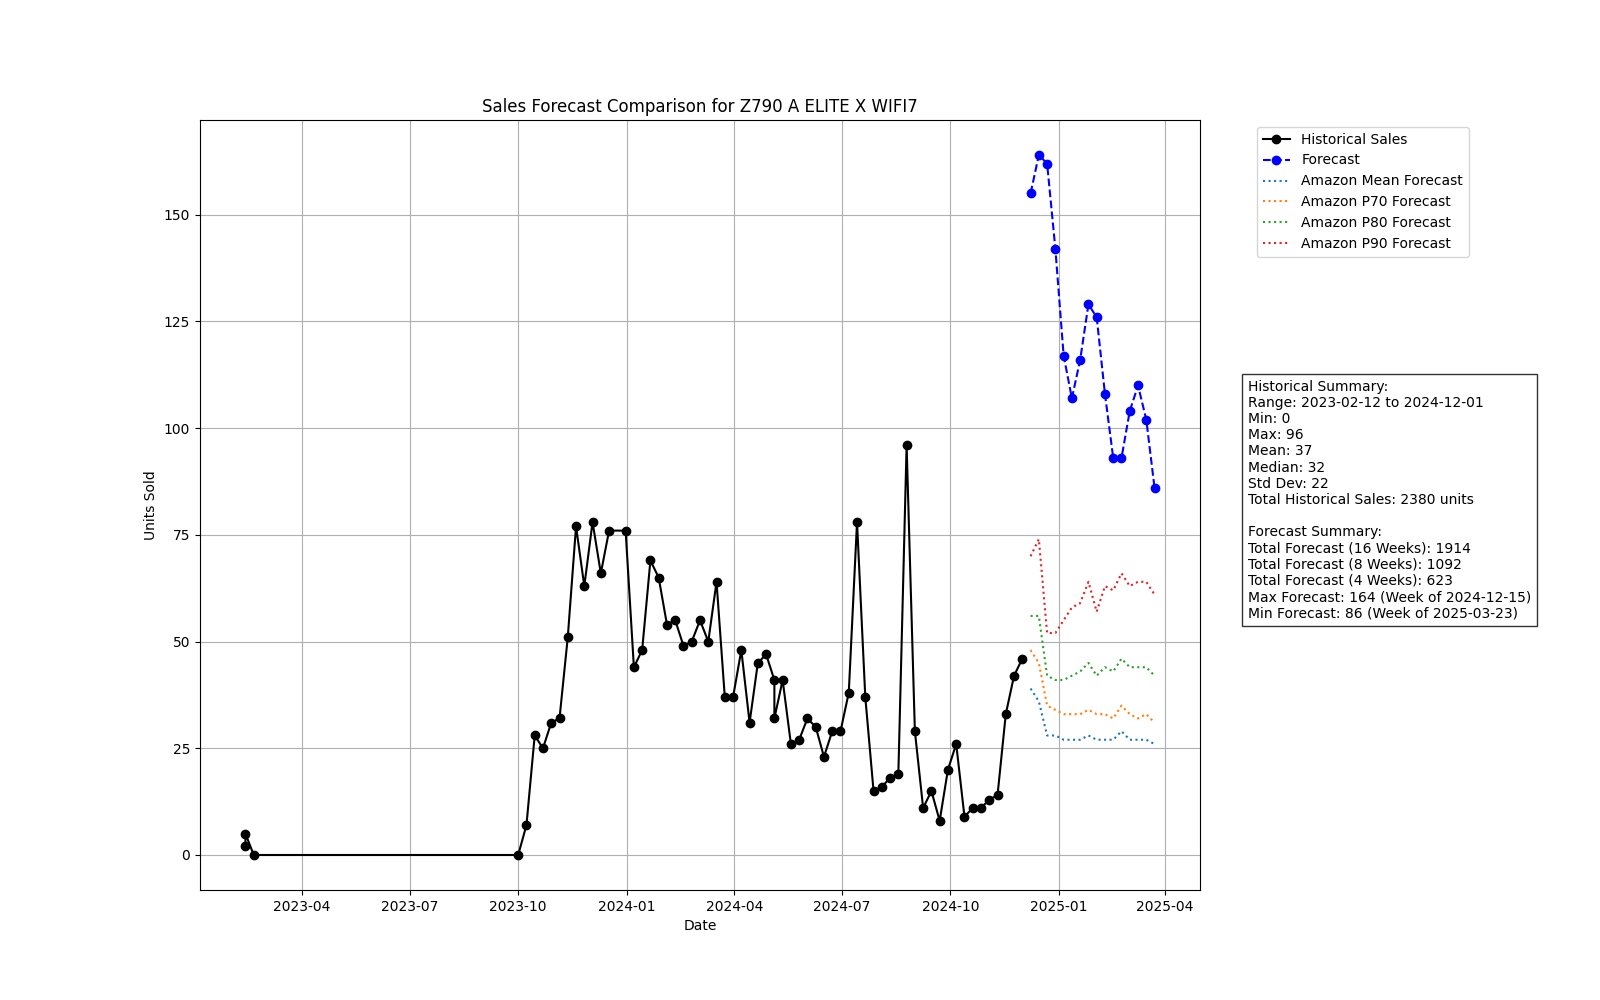 Sales Forecast Comparison for Z790 A ELITE X WIFI7
Historical Sales
Forecast
Amazon Mean Forecast
Amazon P70 Forecast
Amazon P80 Forecast
Amazon P90 Forecast
150
125
100
75
50
25
0
Units Sold
2023-04
2023-07
2023-10
2024-01
2024-04
2024-07
2024-10
2025-01
2025-04
Date
Historical Summary:
Range: 2023-02-12 to 2024-12-01
Min: 0
Max: 96
Mean: 37
Median: 32
Std Dev: 22
Total Historical Sales: 2380 units
Forecast Summary:
Total Forecast (16 Weeks): 1914
Total Forecast (8 Weeks): 1092
Total Forecast (4 Weeks): 623
Max Forecast: 164 (Week of 2024-12-15)
Min Forecast: 86 (Week of 2025-03-23)